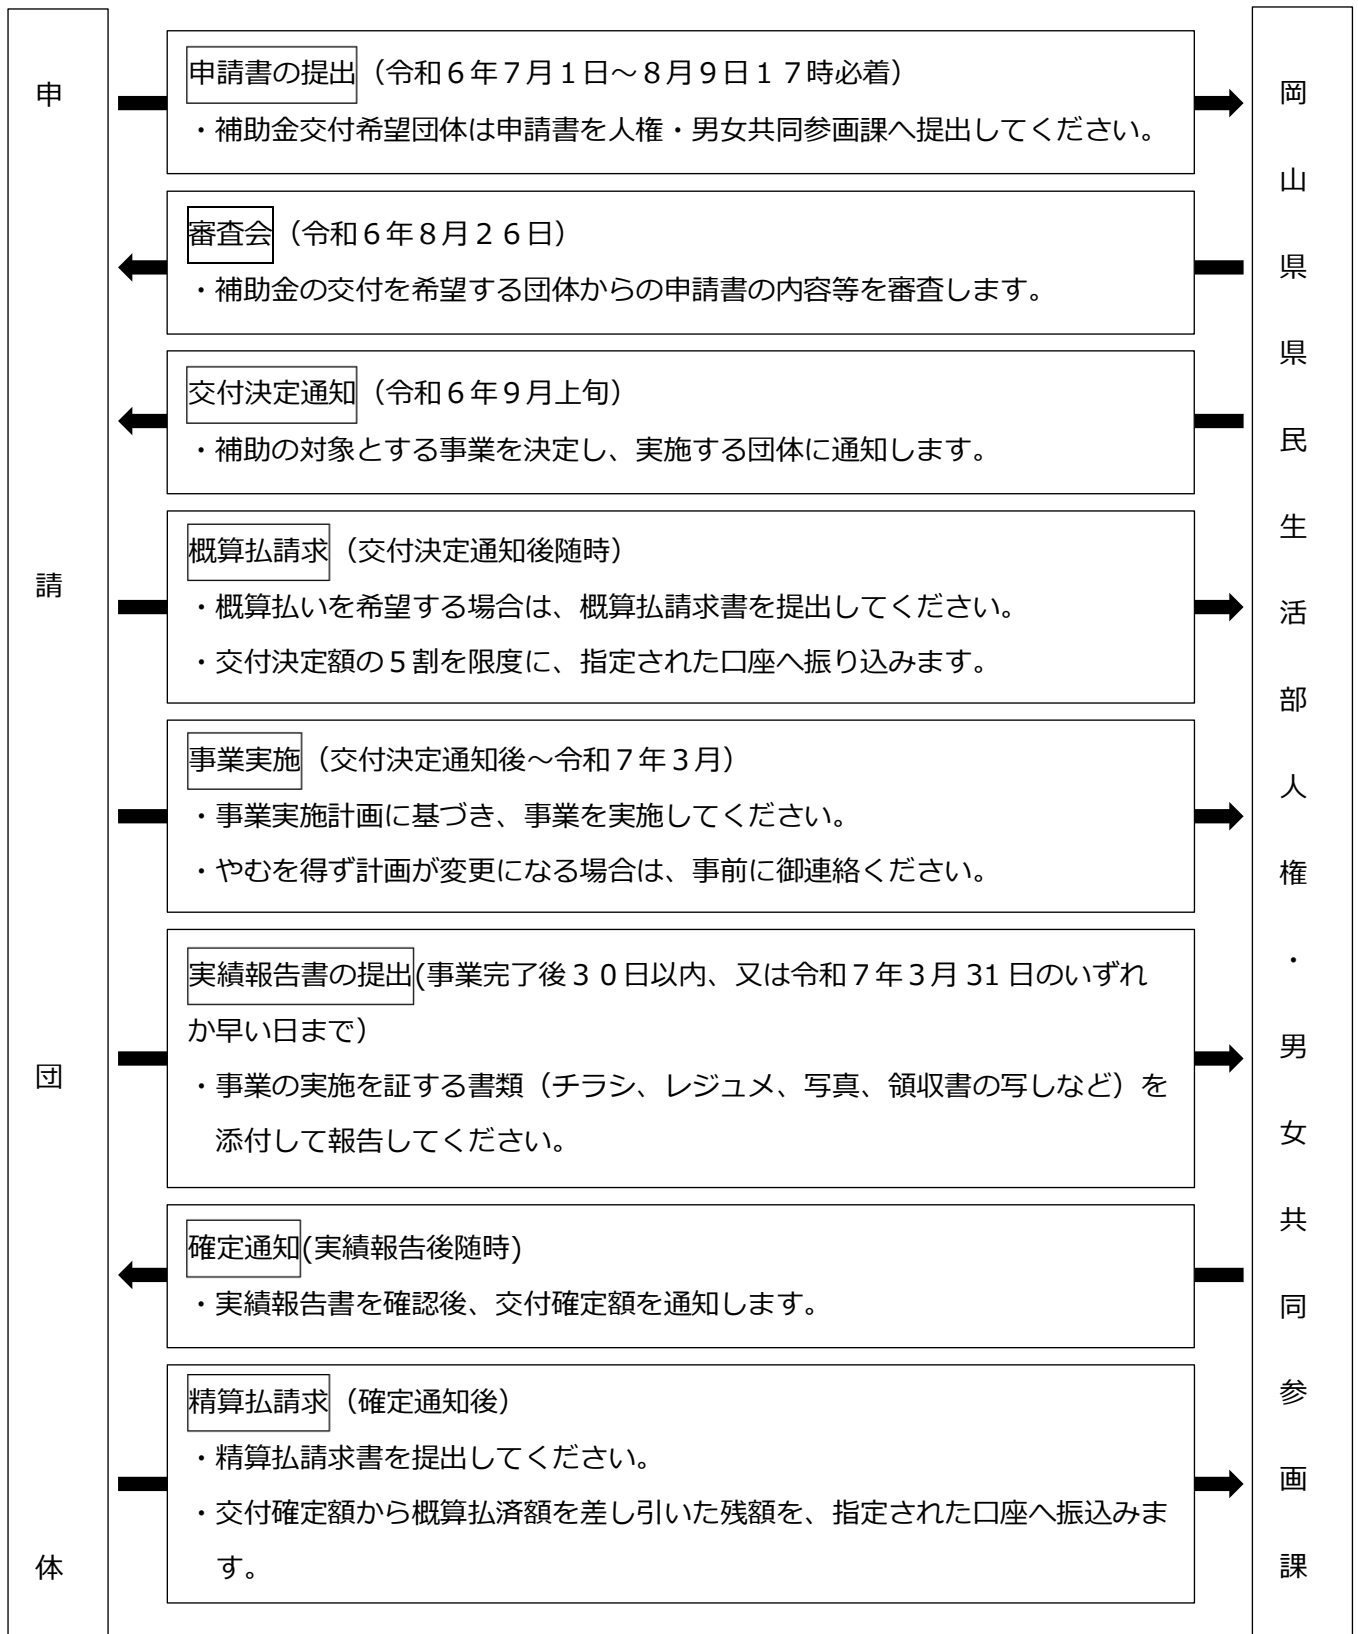 申請団体
申請書の提出（令和６年７月１日～８月９日１７時必着）
・補助金交付希望団体は申請書を人権・男女共同参画課へ提出してください。
審査会（令和６年８月２６日）
・補助金の交付を希望する団体からの申請書の内容等を審査します。
交付決定通知（令和６年９月上旬）
・補助の対象とする事業を決定し、実施する団体に通知します。
概算払請求（交付決定通知後随時）
・概算払いを希望する場合は、概算払請求書を提出してください。
・交付決定額の５割を限度に、指定された口座へ振り込みます。
事業実施（交付決定通知後～令和７年３月）
・事業実施計画に基づき、事業を実施してください。
・やむを得ず計画が変更になる場合は、事前に御連絡ください。
実績報告書の提出(事業完了後３０日以内、又は令和７年３月 31 日のいずれ
か早い日まで）
・事業の実施を証する書類（チラシ、レジュメ、写真、領収書の写しなど）を
添付して報告してください。
確定通知(実績報告後随時)
・実績報告書を確認後、交付確定額を通知します。
精算払請求（確定通知後）
・精算払請求書を提出してください。
・交付確定額から概算払済額を差し引いた残額を、指定された口座へ振込みま
す。
岡山県県民生活部人権・男女共同参画課